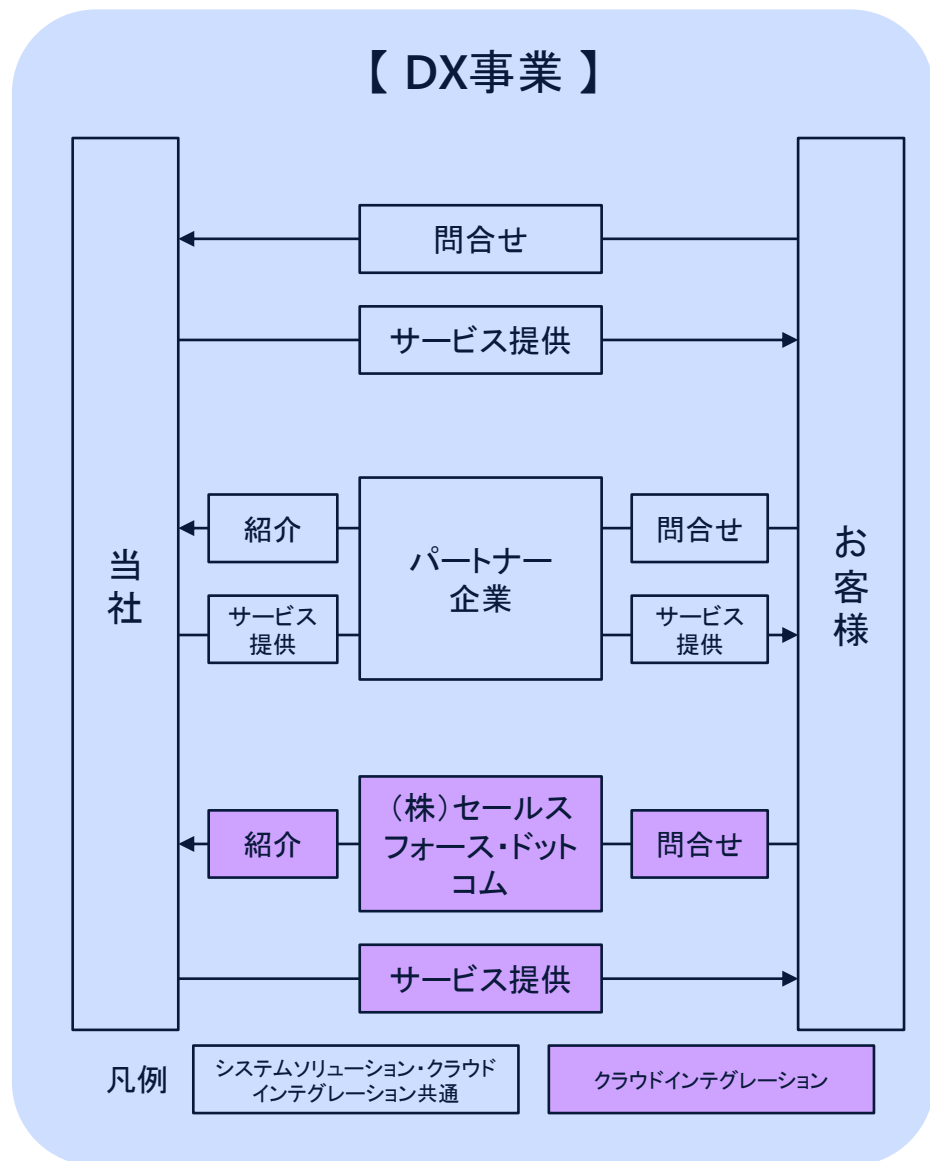 【 DX事業 】
問合せ
サービス提供
当社
お客様
紹介
パートナー
企業
問合せ
サービス
提供
サービス
提供
紹介
（株）セールス
フォース・ドット
コム
問合せ
サービス提供
凡例
システムソリューション・クラウド
インテグレーション共通
クラウドインテグレーション